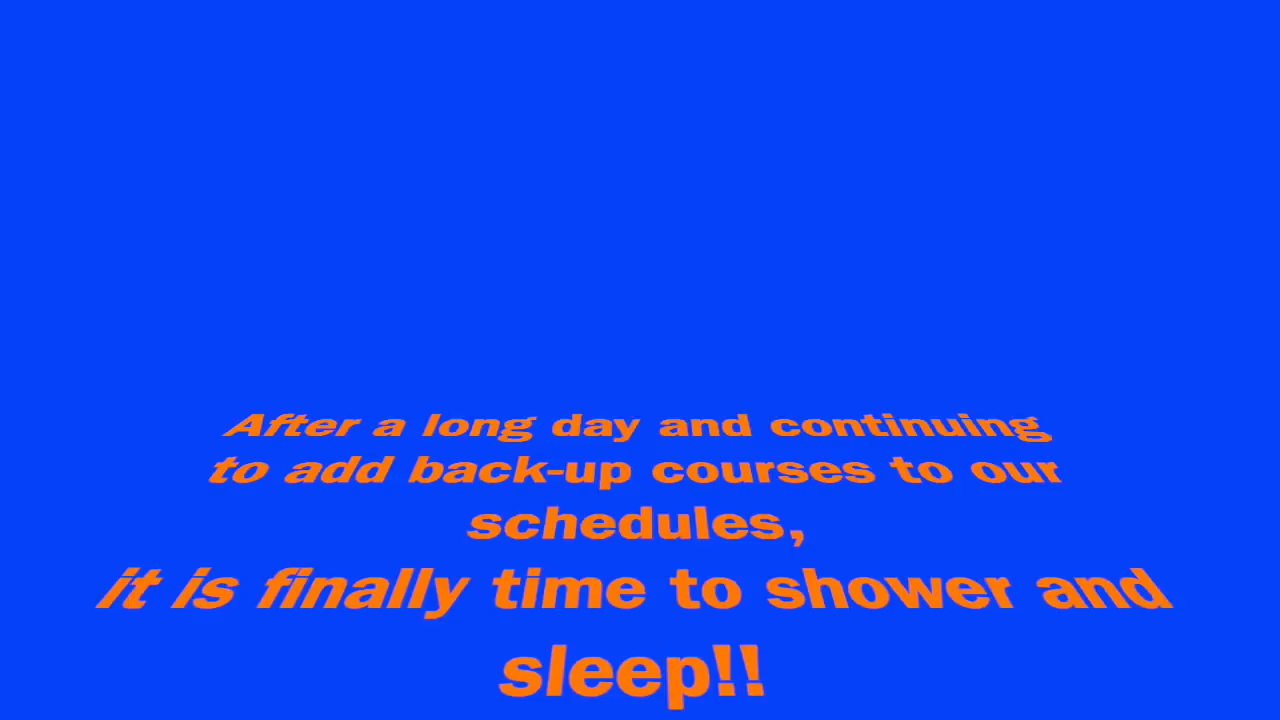 After a long day and continuing
to add back-up courses to our
schedules,
it is finally time to shower and
sleep!!